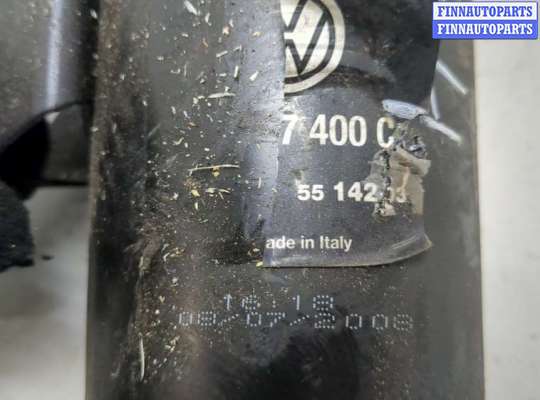 FINNAUTOPARTS
FINNAUTOPARTS
7 400 C
55 142
ade in Italy
16:18
08/07/2008